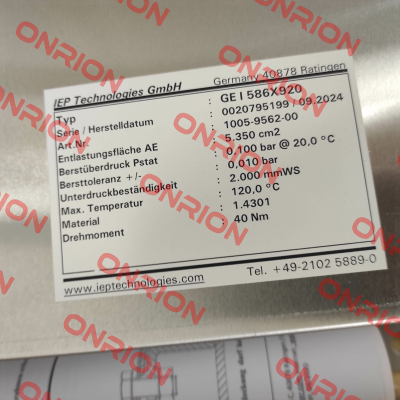 IEP Technologies GmbH Germany 40878 Ratingen
Typ : GE I 586X920
Serie / Herstelldatum : 0020795199 / 09.2024
Art.Nr. : 1005-9562-00
Entlastungsfläche AE : 5.350 cm2
Berstüberdruck Pstat : 0,100 bar @ 20,0 °C
Bersttoleranz +/- : 0,010 bar
Unterdruckbeständigkeit : 2.000 mmWS
Max. Temperatur : 120,0 °C
Material : 1.4301
Drehmoment : 40 Nm
www.ieptechnologies.com Tel. +49-2102 5889-0
ONRION
ONRION
ONRION
ONRION
ONRION
ONRION
ONRION
ONRION
ONRION